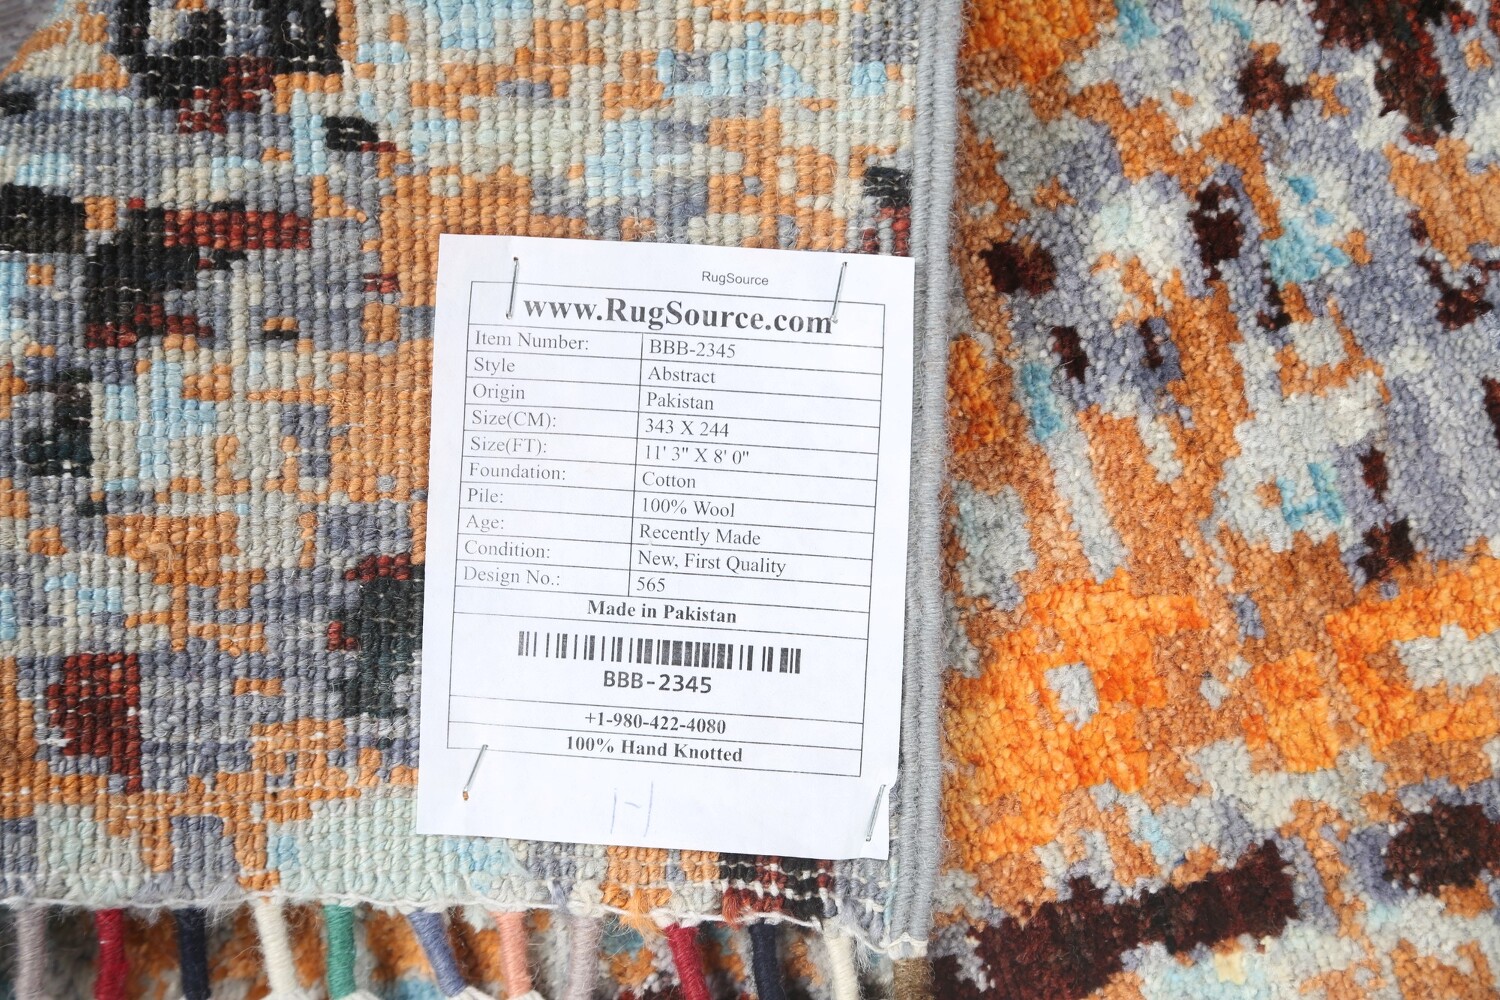 RugSource
www.RugSource.com
Item Number: BBB-2345
Style Abstract
Origin Pakistan
Size(CM): 343 X 244
Size(FT): 11' 3" X 8' 0"
Foundation: Cotton
Pile: 100% Wool
Age: Recently Made
Condition: New, First Quality
Design No.: 565
Made in Pakistan
BBB-2345
+1-980-422-4080
100% Hand Knotted
H